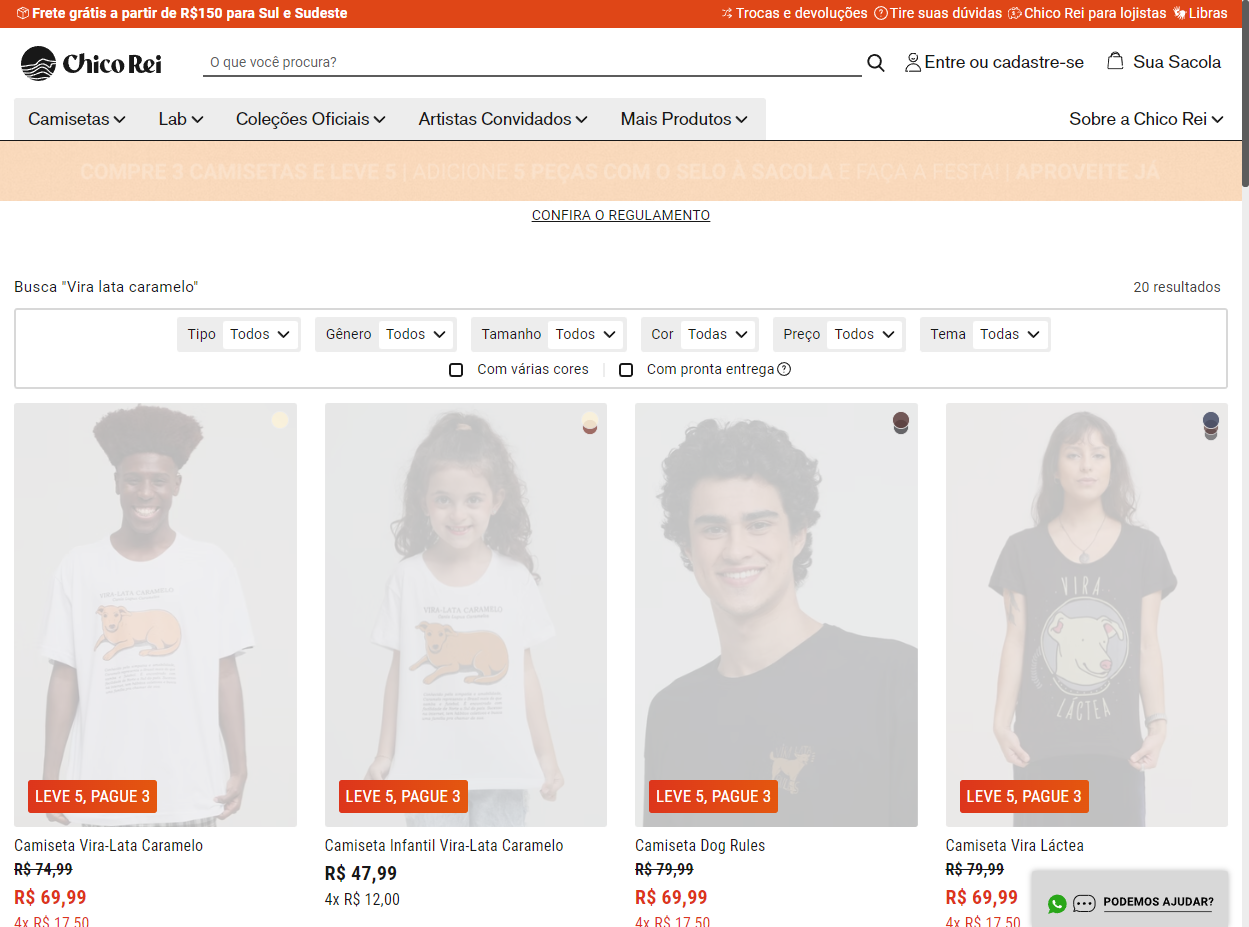 Frete grátis a partir de R$150 para Sul e Sudeste
Trocas e devoluções
Tire suas dúvidas
Chico Rei para lojistas
Libras
Chico Rei
O que você procura?
Entre ou cadastre-se
Sua Sacola
Camisetas
Lab
Coleções Oficiais
Artistas Convidados
Mais Produtos
Sobre a Chico Rei
COMPRE 3 CAMISETAS E LEVE 5 | ADICIONE 5 PEÇAS COM O SELO À SACOLA E FAÇA A FESTA! | APROVEITE JÁ
CONFIRA O REGULAMENTO
Busca "Vira lata caramelo"
20 resultados
Tipo Todos
Gênero Todos
Tamanho Todos
Cor Todas
Preço Todos
Tema Todas
Com várias cores
Com pronta entrega
VIRA-LATA CARAMELO
VIRA-LATA CARAMELO
VIRA
LÁCTEA
LEVE 5, PAGUE 3
LEVE 5, PAGUE 3
LEVE 5, PAGUE 3
LEVE 5, PAGUE 3
Camiseta Vira-Lata Caramelo
R$ 74,99
R$ 69,99
4x R$ 17,50
Camiseta Infantil Vira-Lata Caramelo
R$ 47,99
4x R$ 12,00
Camiseta Dog Rules
R$ 79,99
R$ 69,99
4x R$ 17,50
Camiseta Vira Láctea
R$ 79,99
R$ 69,99
4x R$ 17,50
PODEMOS AJUDAR?